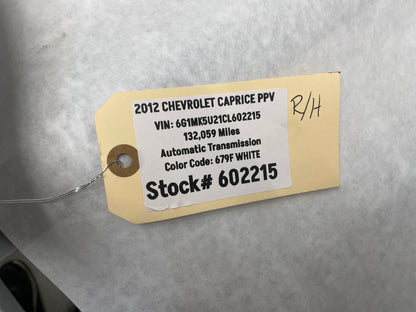 2012 CHEVROLET CAPRICE PPV
VIN: 6G1MK5U21CL602215
132,059 Miles
Automatic Transmission
Color Code: 679F WHITE
Stock# 602215
R/H